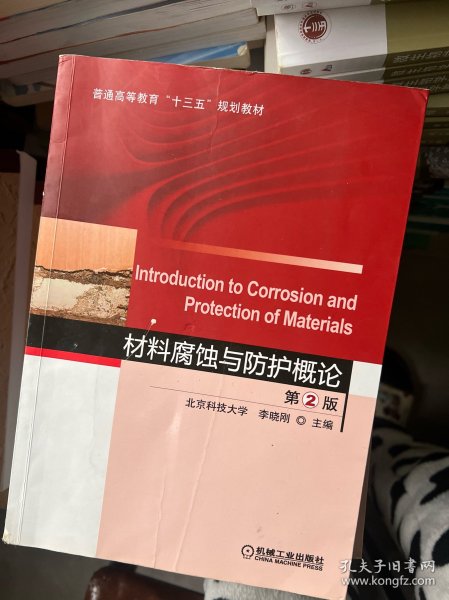 普通高等教育“十三五”规划教材
Introduction to Corrosion and
Protection of Materials
材料腐蚀与防护概论
第2版
北京科技大学 李晓刚 ◎ 主编
机械工业出版社
CHINA MACHINE PRESS
孔夫子旧书网
www.kongfz.com